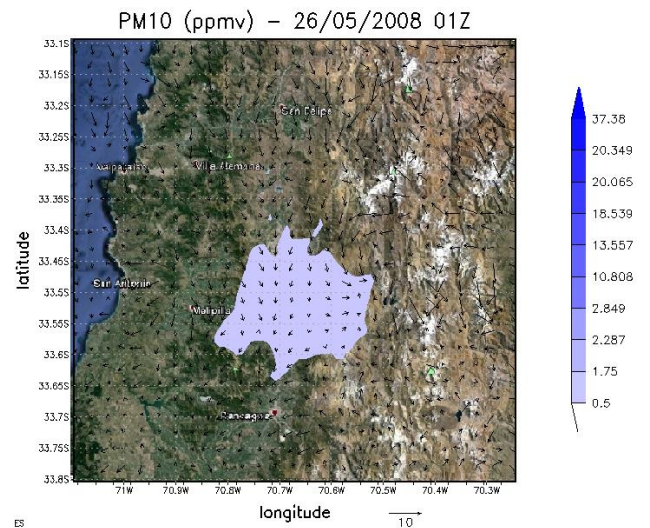 PM10 (ppmv) – 26/05/2008 01Z
33.1S
33.15S
33.2S
33.25S
33.3S
33.35S
33.4S
33.45S
33.5S
33.55S
33.6S
33.65S
33.7S
33.75S
33.8S
latitude
San Felipe
Valparaiso
Ville Alemana
San Antonio
Melipilla
Rancagua
71W
70.9W
70.8W
70.7W
70.6W
70.5W
70.4W
70.3W
longitude
10
37.38
20.349
20.065
18.539
13.557
10.808
2.849
2.287
1.75
0.5
ES